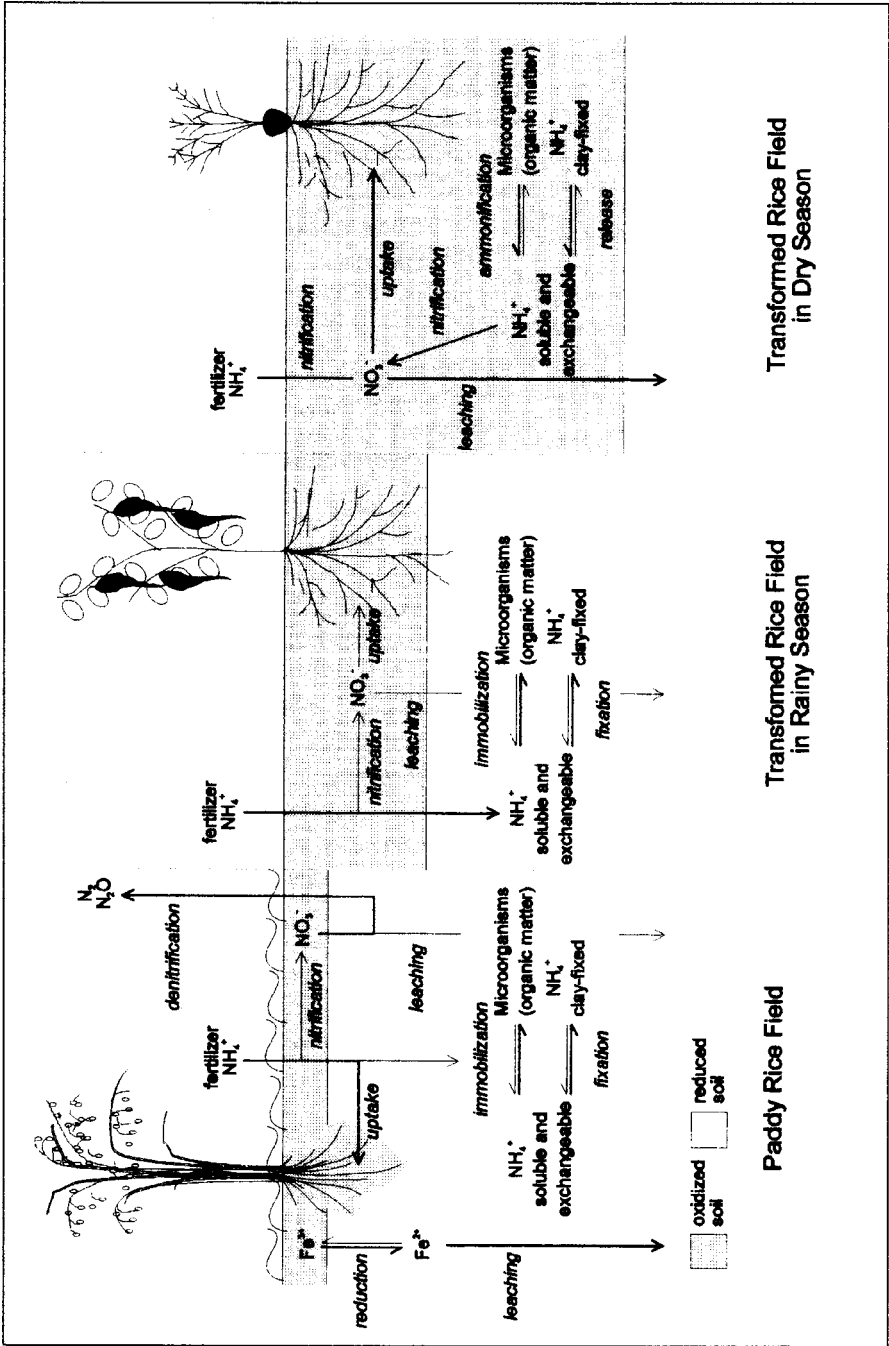 N₂
N₂O
denitrification
fertilizer
NH₄⁺
nitrification
NO₃⁻
uptake
Fe³⁺
reduction
Fe²⁺
leaching
leaching
immobilization
NH₄⁺
soluble and
exchangeable
Microorganisms
(organic matter)
NH₄⁺
clay-fixed
fixation
oxidized
soil
reduced
soil
Paddy Rice Field
fertilizer
NH₄⁺
nitrification
NO₃⁻
uptake
leaching
immobilization
NH₄⁺
soluble and
exchangeable
Microorganisms
(organic matter)
NH₄⁺
clay-fixed
fixation
Transfomed Rice Field
in Rainy Season
fertilizer
NH₄⁺
nitrification
NO₃⁻
uptake
nitrification
leaching
ammonification
NH₄⁺
soluble and
exchangeable
Microorganisms
(organic matter)
NH₄⁺
clay-fixed
release
Transformed Rice Field
in Dry Season